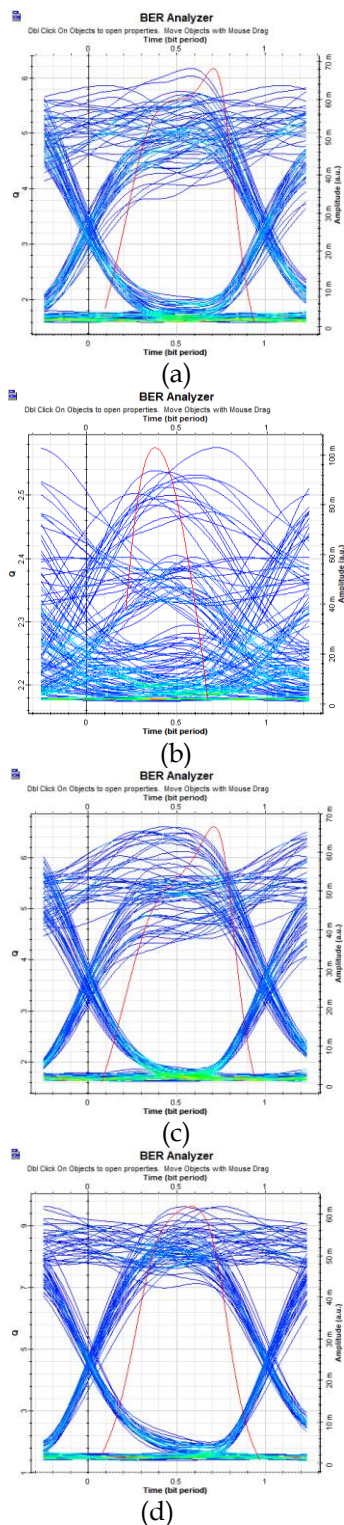 BER Analyzer
Dbl Click On Objects to open properties. Move Objects with Mouse Drag
Time (bit period)
0 0.5 1
Q
6
5
4
3
2
Amplitude (a.u.)
70 m
60 m
50 m
40 m
30 m
20 m
10 m
0
0 0.5 1
Time (bit period)
(a)
BER Analyzer
Dbl Click On Objects to open properties. Move Objects with Mouse Drag
Time (bit period)
0 0.5 1
Q
2.5
2.4
2.3
2.2
Amplitude (a.u.)
100 m
80 m
60 m
40 m
20 m
0
0 0.5 1
Time (bit period)
(b)
BER Analyzer
Dbl Click On Objects to open properties. Move Objects with Mouse Drag
Time (bit period)
0 0.5 1
Q
6
5
4
3
2
Amplitude (a.u.)
70 m
60 m
50 m
40 m
30 m
20 m
10 m
0
0 0.5 1
Time (bit period)
(c)
BER Analyzer
Dbl Click On Objects to open properties. Move Objects with Mouse Drag
Time (bit period)
0 0.5 1
Q
9
7
5
3
1
Amplitude (a.u.)
60 m
50 m
40 m
30 m
20 m
10 m
0
0 0.5 1
Time (bit period)
(d)